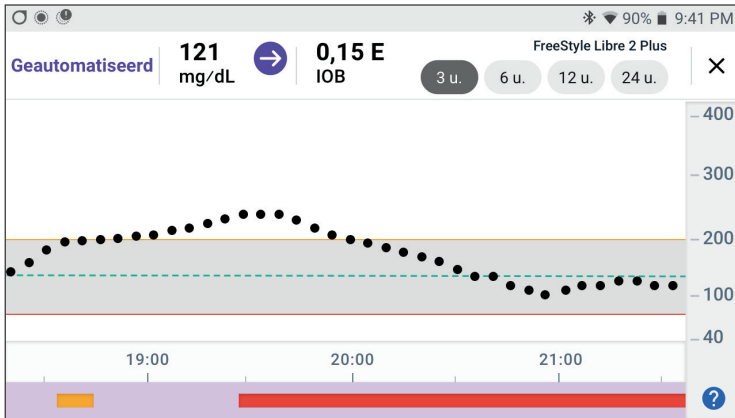 90% 9:41 PM
Geautomatiseerd
121
mg/dL
0,15 E
IOB
FreeStyle Libre 2 Plus
3 u. 6 u. 12 u. 24 u.
400
300
200
100
40
19:00 20:00 21:00
?